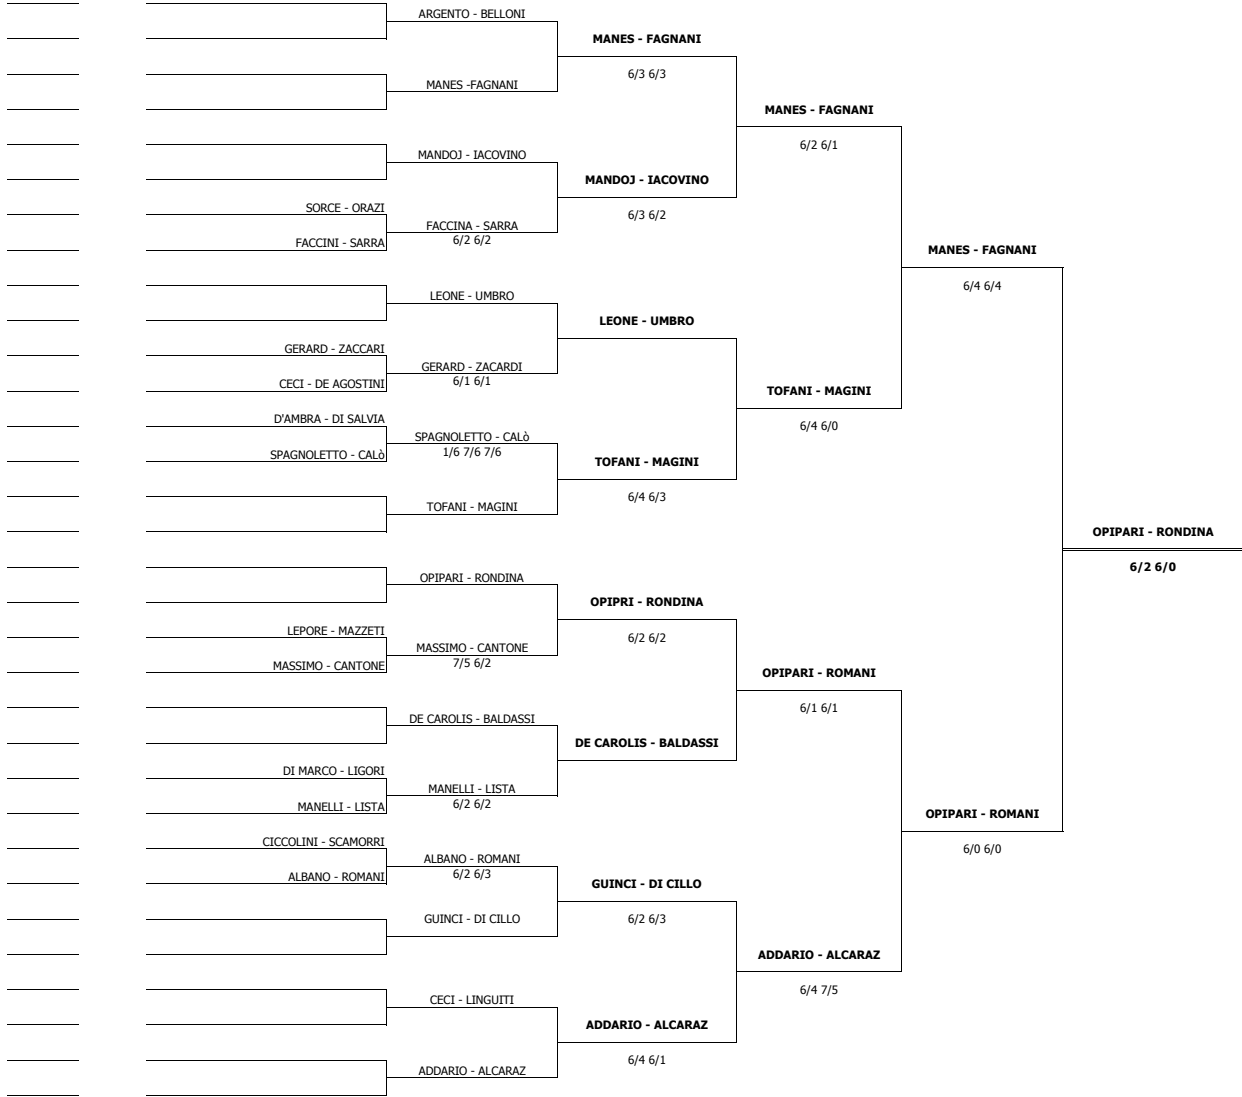 ARGENTO - BELLONI
MANES - FAGNANI
6/3 6/3
MANES -FAGNANI
MANES - FAGNANI
6/2 6/1
MANDOJ - IACOVINO
MANDOJ - IACOVINO
6/3 6/2
SORCE - ORAZI
FACCINA - SARRA
6/2 6/2
FACCINI - SARRA
MANES - FAGNANI
6/4 6/4
LEONE - UMBRO
LEONE - UMBRO
GERARD - ZACCARI
GERARD - ZACARDI
6/1 6/1
CECI - DE AGOSTINI
TOFANI - MAGINI
6/4 6/0
D'AMBRA - DI SALVIA
SPAGNOLETTO - CALò
1/6 7/6 7/6
SPAGNOLETTO - CALò
TOFANI - MAGINI
6/4 6/3
TOFANI - MAGINI
OPIPARI - RONDINA
6/2 6/0
OPIPARI - RONDINA
OPIPRI - RONDINA
6/2 6/2
LEPORE - MAZZETI
MASSIMO - CANTONE
7/5 6/2
MASSIMO - CANTONE
OPIPARI - ROMANI
6/1 6/1
DE CAROLIS - BALDASSI
DE CAROLIS - BALDASSI
DI MARCO - LIGORI
MANELLI - LISTA
6/2 6/2
MANELLI - LISTA
OPIPARI - ROMANI
6/0 6/0
CICCOLINI - SCAMORRI
ALBANO - ROMANI
6/2 6/3
ALBANO - ROMANI
GUINCI - DI CILLO
6/2 6/3
GUINCI - DI CILLO
ADDARIO - ALCARAZ
6/4 7/5
CECI - LINGUITI
ADDARIO - ALCARAZ
6/4 6/1
ADDARIO - ALCARAZ